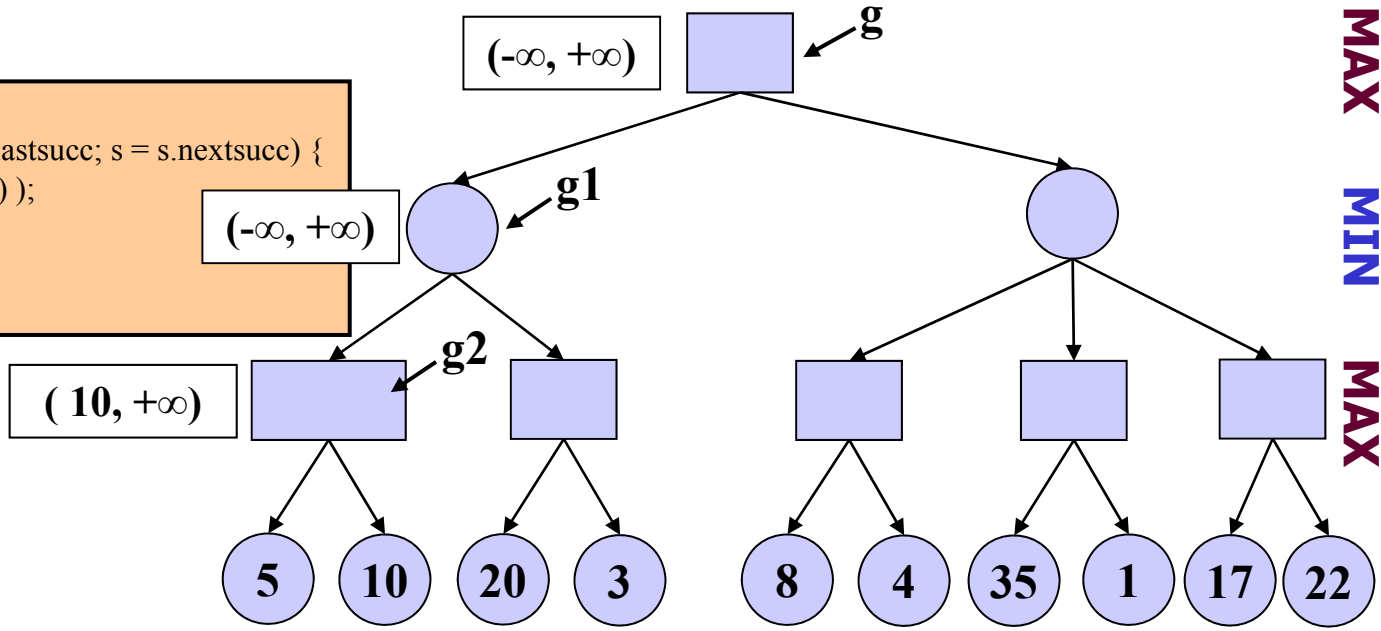 g
(-∞, +∞)
MAX
astsucc; s = s.nextsucc) {
) );
g1
(-∞, +∞)
MIN
g2
( 10, +∞)
MAX
5 10 20 3 8 4 35 1 17 22